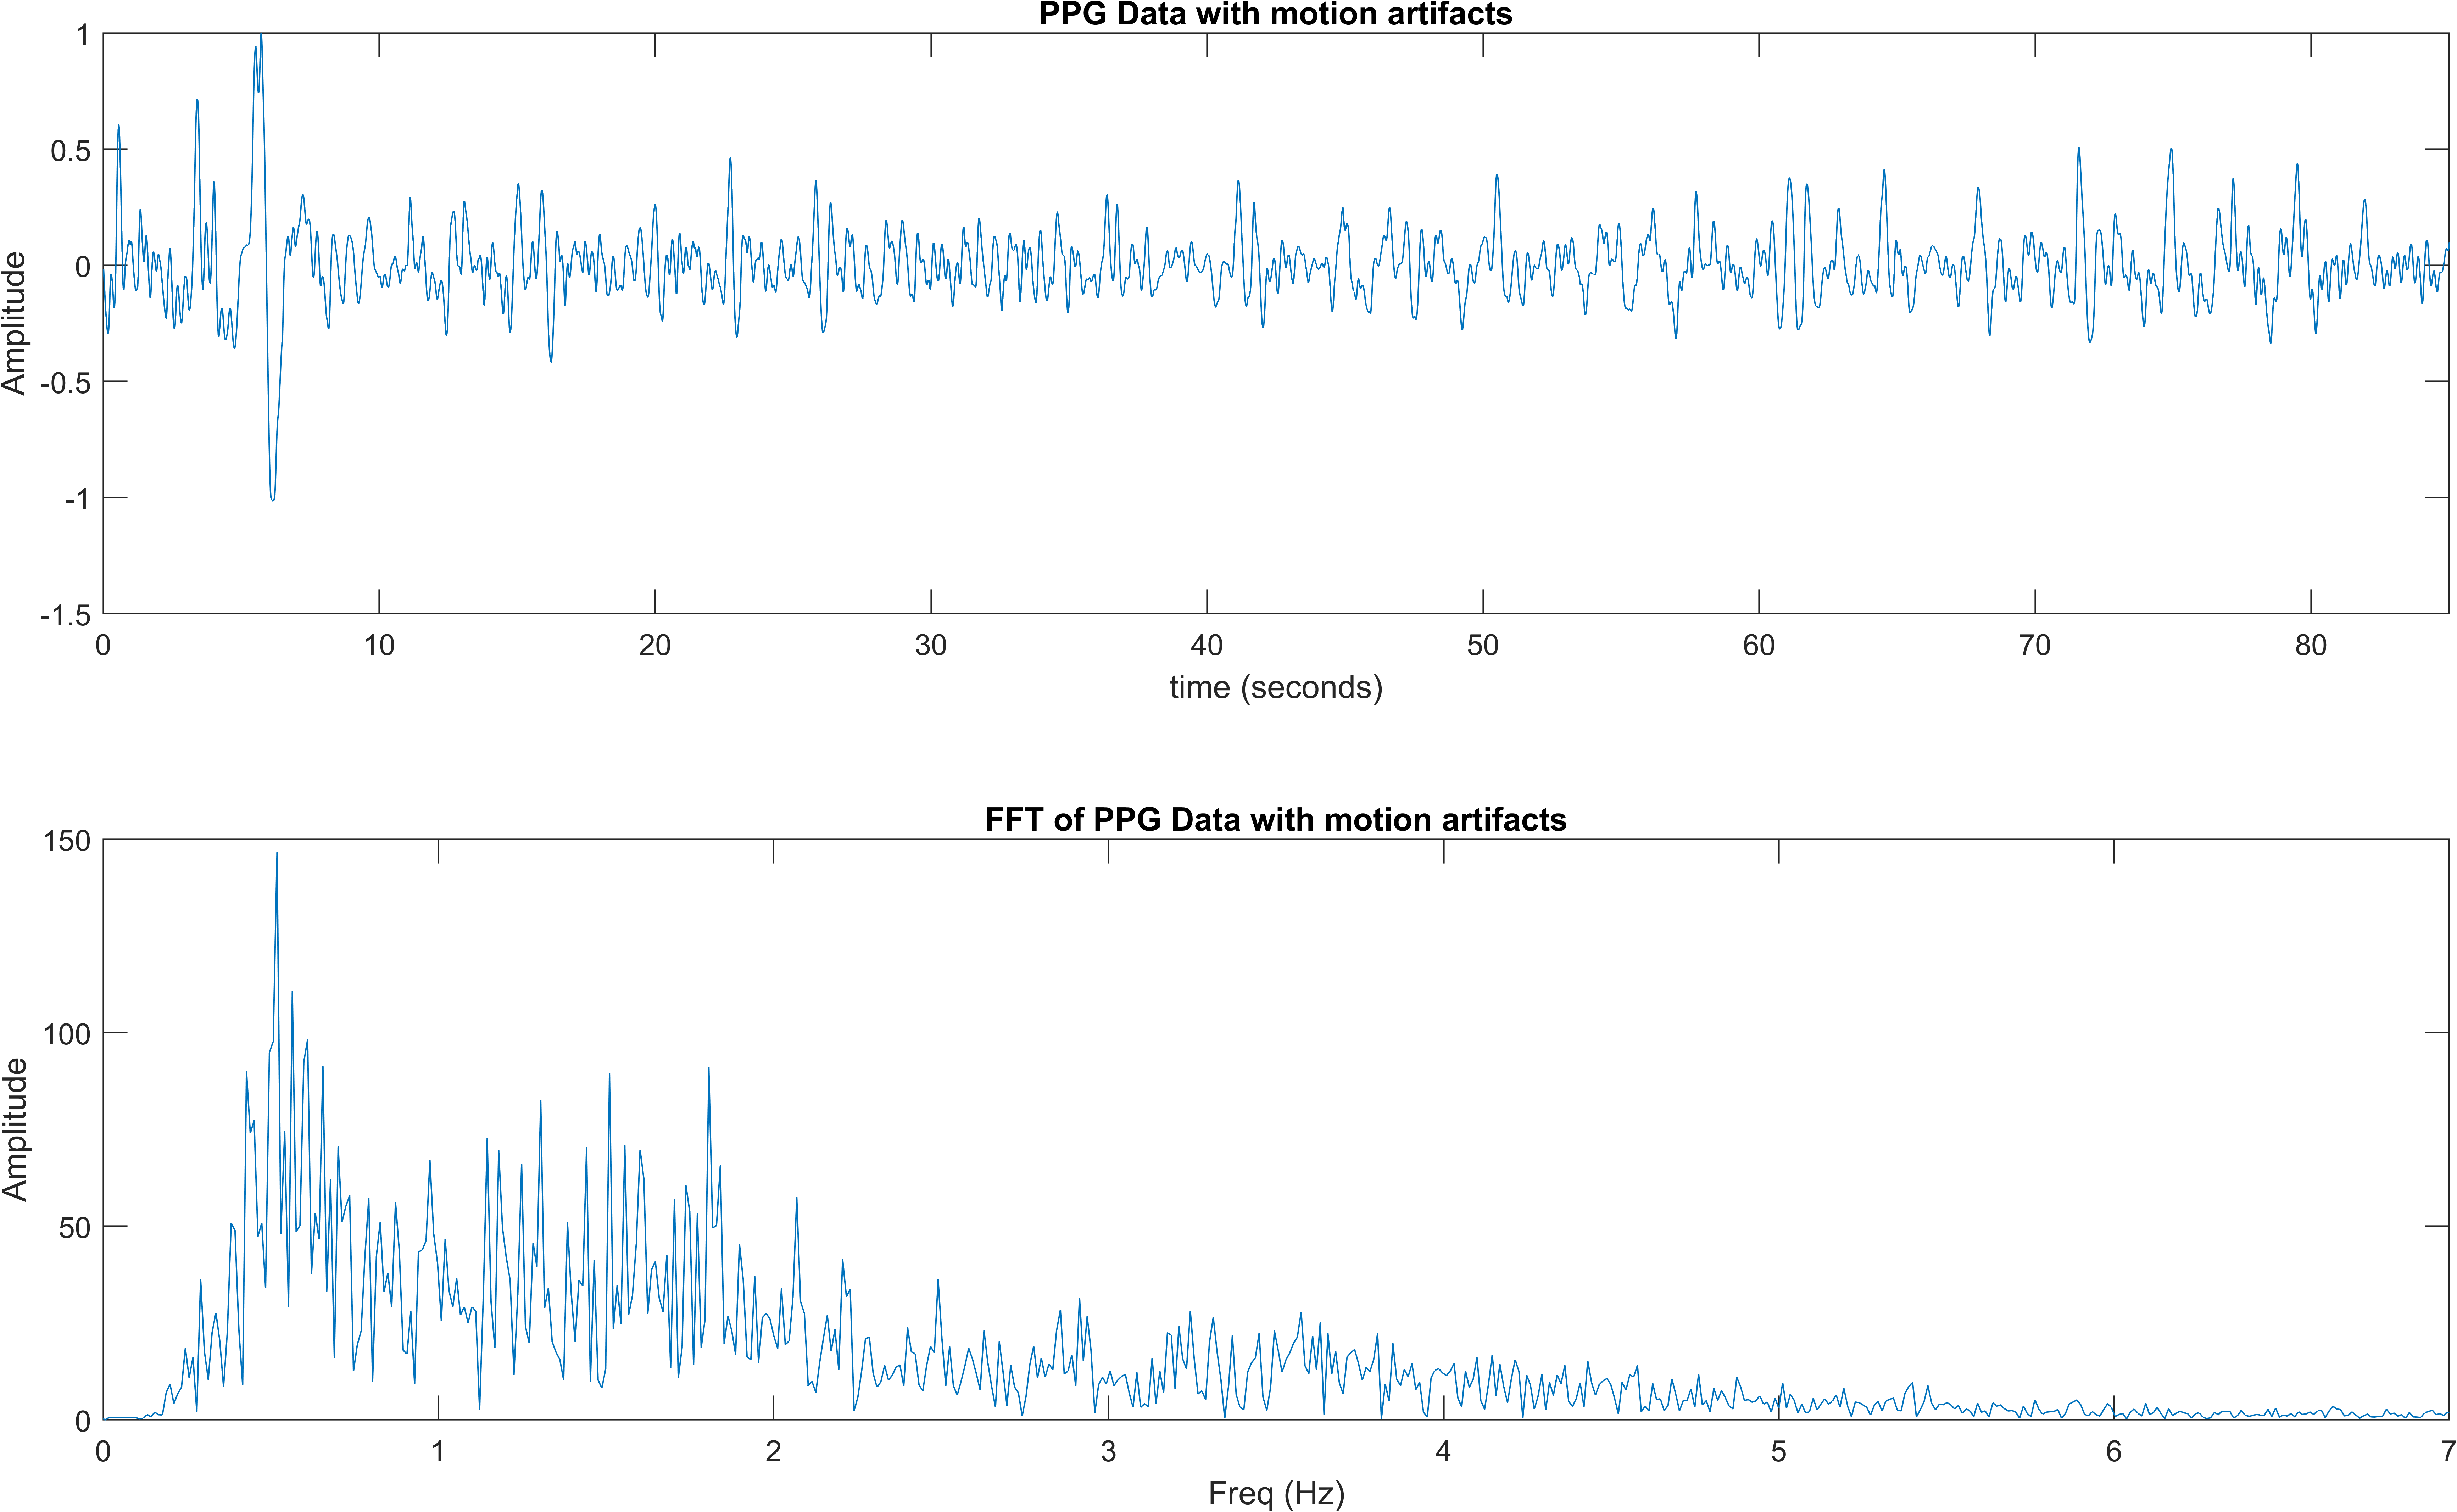 PPG Data with motion artifacts
1
0.5
0
-0.5
-1
-1.5
Amplitude
0 10 20 30 40 50 60 70 80
time (seconds)
FFT of PPG Data with motion artifacts
150
100
50
0
Amplitude
0 1 2 3 4 5 6 7
Freq (Hz)